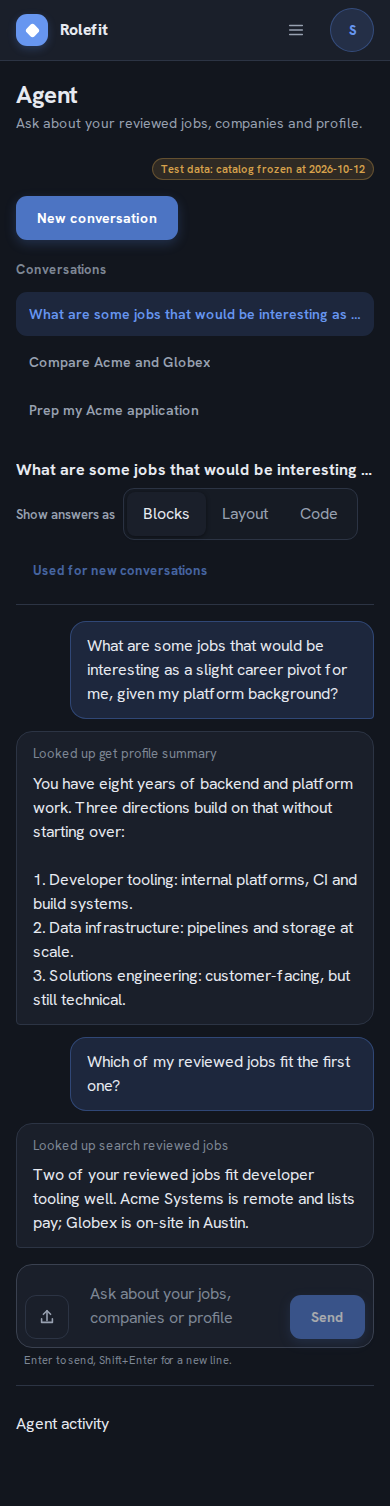 Rolefit
S
Agent
Ask about your reviewed jobs, companies and profile.
Test data: catalog frozen at 2026-10-12
New conversation
Conversations
What are some jobs that would be interesting as ...
Compare Acme and Globex
Prep my Acme application
What are some jobs that would be interesting ...
Show answers as
Blocks
Layout
Code
Used for new conversations
What are some jobs that would be
interesting as a slight career pivot for
me, given my platform background?
Looked up get profile summary
You have eight years of backend and platform
work. Three directions build on that without
starting over:
1. Developer tooling: internal platforms, CI and
build systems.
2. Data infrastructure: pipelines and storage at
scale.
3. Solutions engineering: customer-facing, but
still technical.
Which of my reviewed jobs fit the first
one?
Looked up search reviewed jobs
Two of your reviewed jobs fit developer
tooling well. Acme Systems is remote and lists
pay; Globex is on-site in Austin.
Ask about your jobs,
companies or profile
Send
Enter to send, Shift+Enter for a new line.
Agent activity